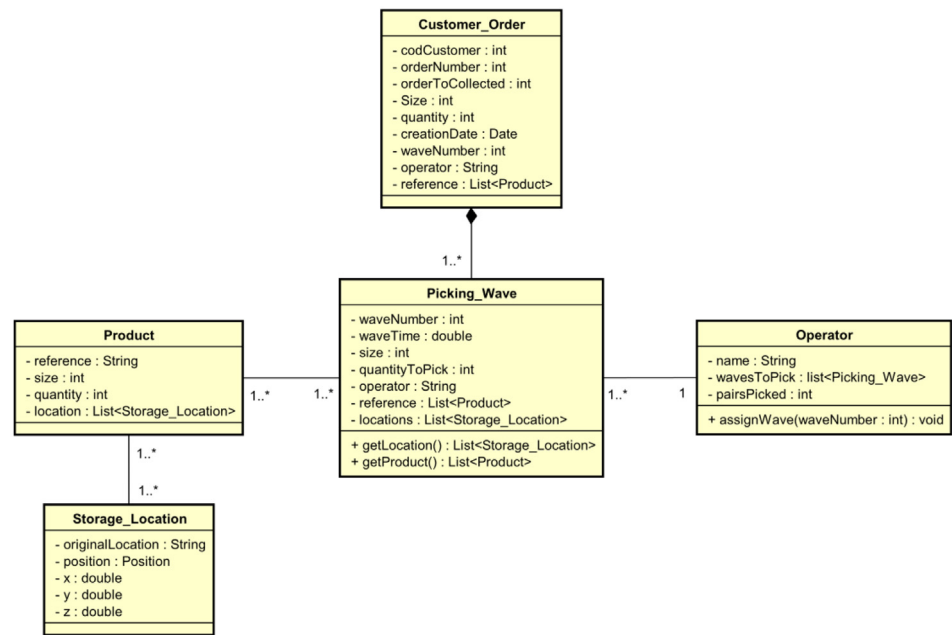 Customer_Order
- codCustomer : int
- orderNumber : int
- orderToCollected : int
- Size : int
- quantity : int
- creationDate : Date
- waveNumber : int
- operator : String
- reference : List<Product>
1..*
Picking_Wave
- waveNumber : int
- waveTime : double
- size : int
- quantityToPick : int
- operator : String
- reference : List<Product>
- locations : List<Storage_Location>
+ getLocation() : List<Storage_Location>
+ getProduct() : List<Product>
Product
- reference : String
- size : int
- quantity : int
- location : List<Storage_Location>
1..*
1..*
Operator
- name : String
- wavesToPick : list<Picking_Wave>
- pairsPicked : int
+ assignWave(waveNumber : int) : void
1..*
1
1..*
1..*
Storage_Location
- originalLocation : String
- position : Position
- x : double
- y : double
- z : double